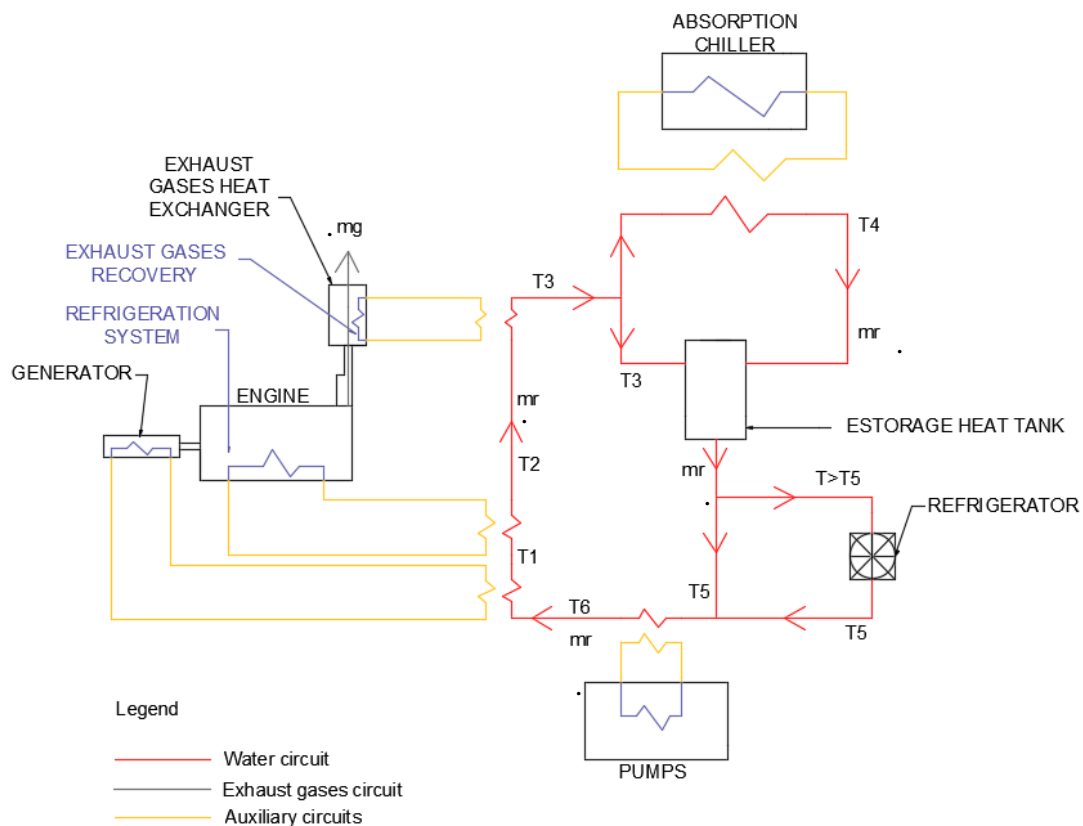 ABSORPTION
CHILLER
EXHAUST
GASES HEAT
EXCHANGER
mg
EXHAUST GASES
RECOVERY
REFRIGERATION
SYSTEM
GENERATOR
ENGINE
T3
T4
mr
T3
mr
ESTORAGE HEAT TANK
T2
mr
T>T5
REFRIGERATOR
T1
T6
T5
T5
mr
PUMPS
Legend
Water circuit
Exhaust gases circuit
Auxiliary circuits